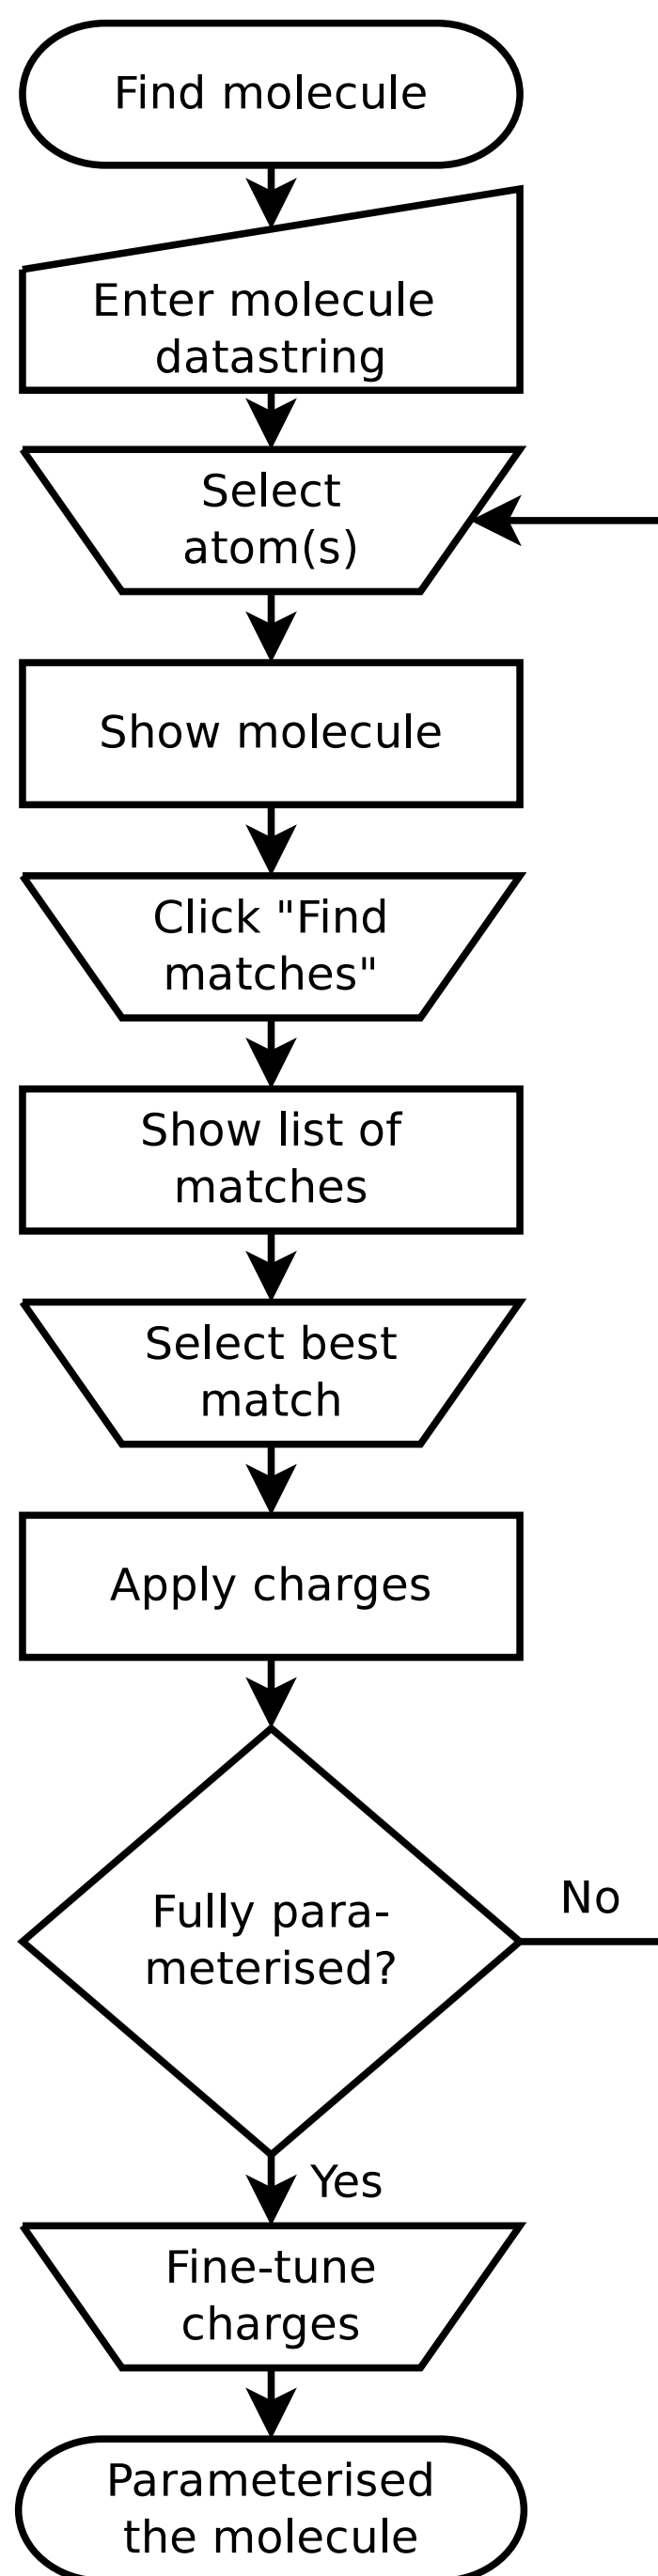 Find molecule
Enter molecule
datastring
Select
atom(s)
Show molecule
Click "Find
matches"
Show list of
matches
Select best
match
Apply charges
Fully para-
meterised?
No
Yes
Fine-tune
charges
Parameterised
the molecule